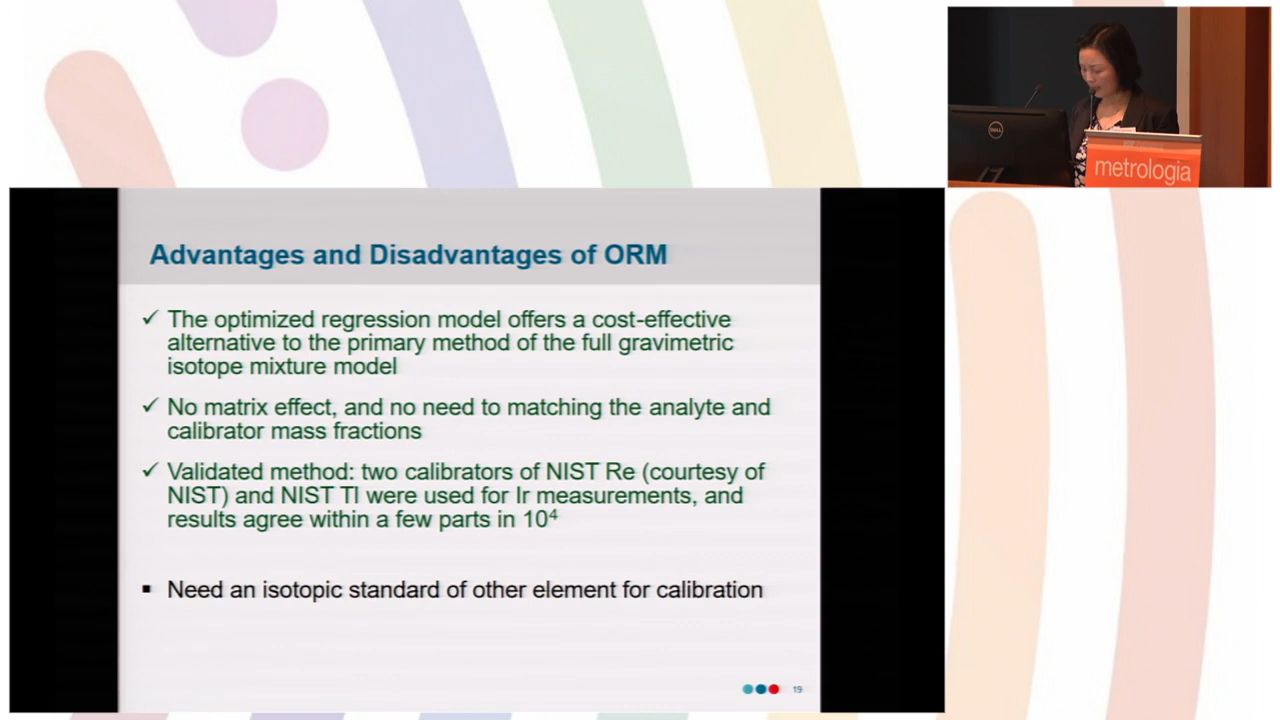 metrologia
DELL
Advantages and Disadvantages of ORM
✓ The optimized regression model offers a cost-effective
alternative to the primary method of the full gravimetric
isotope mixture model
✓ No matrix effect, and no need to matching the analyte and
calibrator mass fractions
✓ Validated method: two calibrators of NIST Re (courtesy of
NIST) and NIST Tl were used for Ir measurements, and
results agree within a few parts in 10⁴
▪ Need an isotopic standard of other element for calibration
19